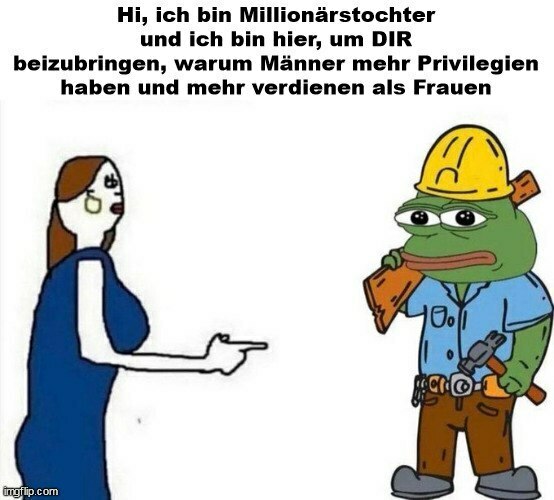 Hi, ich bin Millionärstochter
und ich bin hier, um DIR
beizubringen, warum Männer mehr Privilegien
haben und mehr verdienen als Frauen
imgflip.com